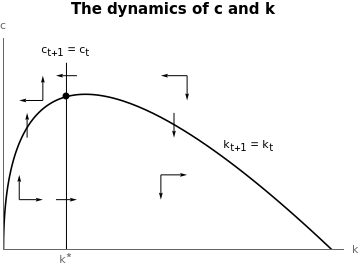 The dynamics of c and k
c
c_{t+1} = c_t
k_{t+1} = k_t
k
k*